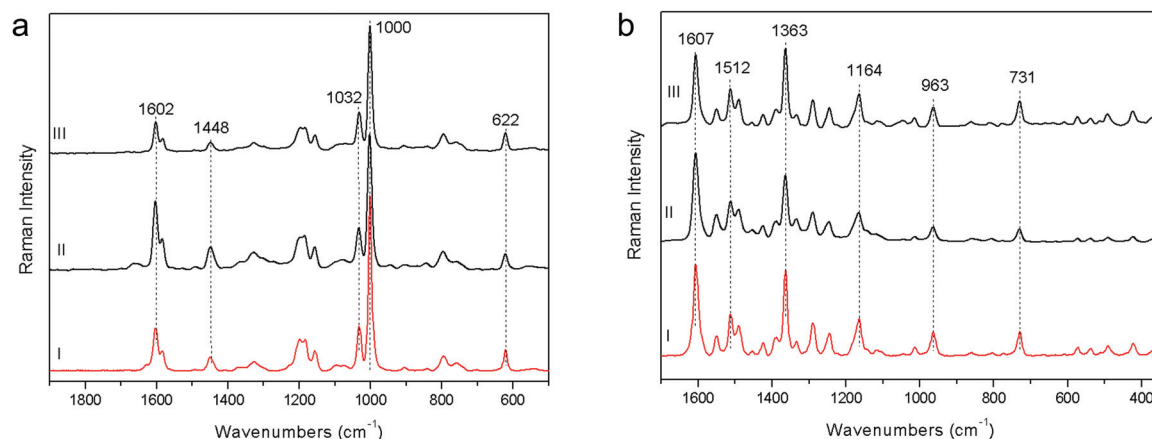 a
1000
1602
1448
1032
622
III
II
I
Raman Intensity
1800 1600 1400 1200 1000 800 600
Wavenumbers (cm⁻¹)
b
1607
1512
1363
1164
963
731
III
II
I
Raman Intensity
1600 1400 1200 1000 800 600 400
Wavenumbers (cm⁻¹)